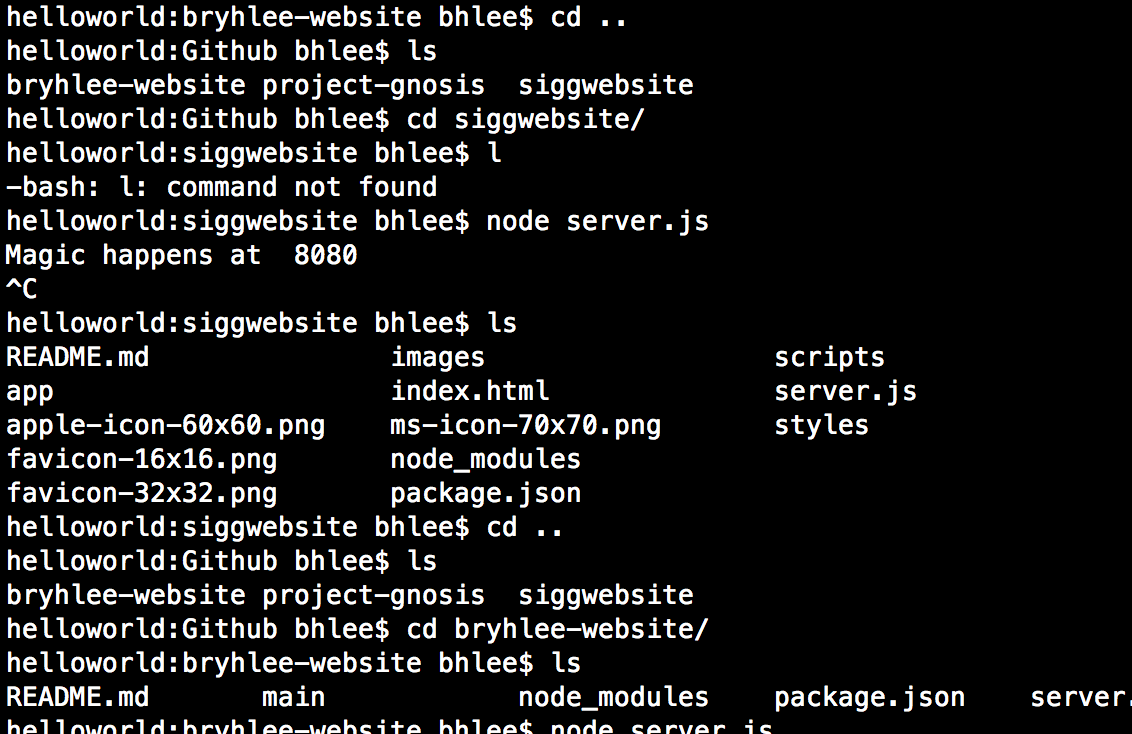 helloworld:bryhlee-website bhlee$ cd ..
helloworld:Github bhlee$ ls
bryhlee-website project-gnosis  siggwebsite
helloworld:Github bhlee$ cd siggwebsite/
helloworld:siggwebsite bhlee$ l
-bash: l: command not found
helloworld:siggwebsite bhlee$ node server.js
Magic happens at  8080
^C
helloworld:siggwebsite bhlee$ ls
README.md               images                  scripts
app                     index.html              server.js
apple-icon-60x60.png    ms-icon-70x70.png       styles
favicon-16x16.png       node_modules
favicon-32x32.png       package.json
helloworld:siggwebsite bhlee$ cd ..
helloworld:Github bhlee$ ls
bryhlee-website project-gnosis  siggwebsite
helloworld:Github bhlee$ cd bryhlee-website/
helloworld:bryhlee-website bhlee$ ls
README.md       main            node_modules    package.json    server.
helloworld:bryhlee-website bhlee$ node server.js